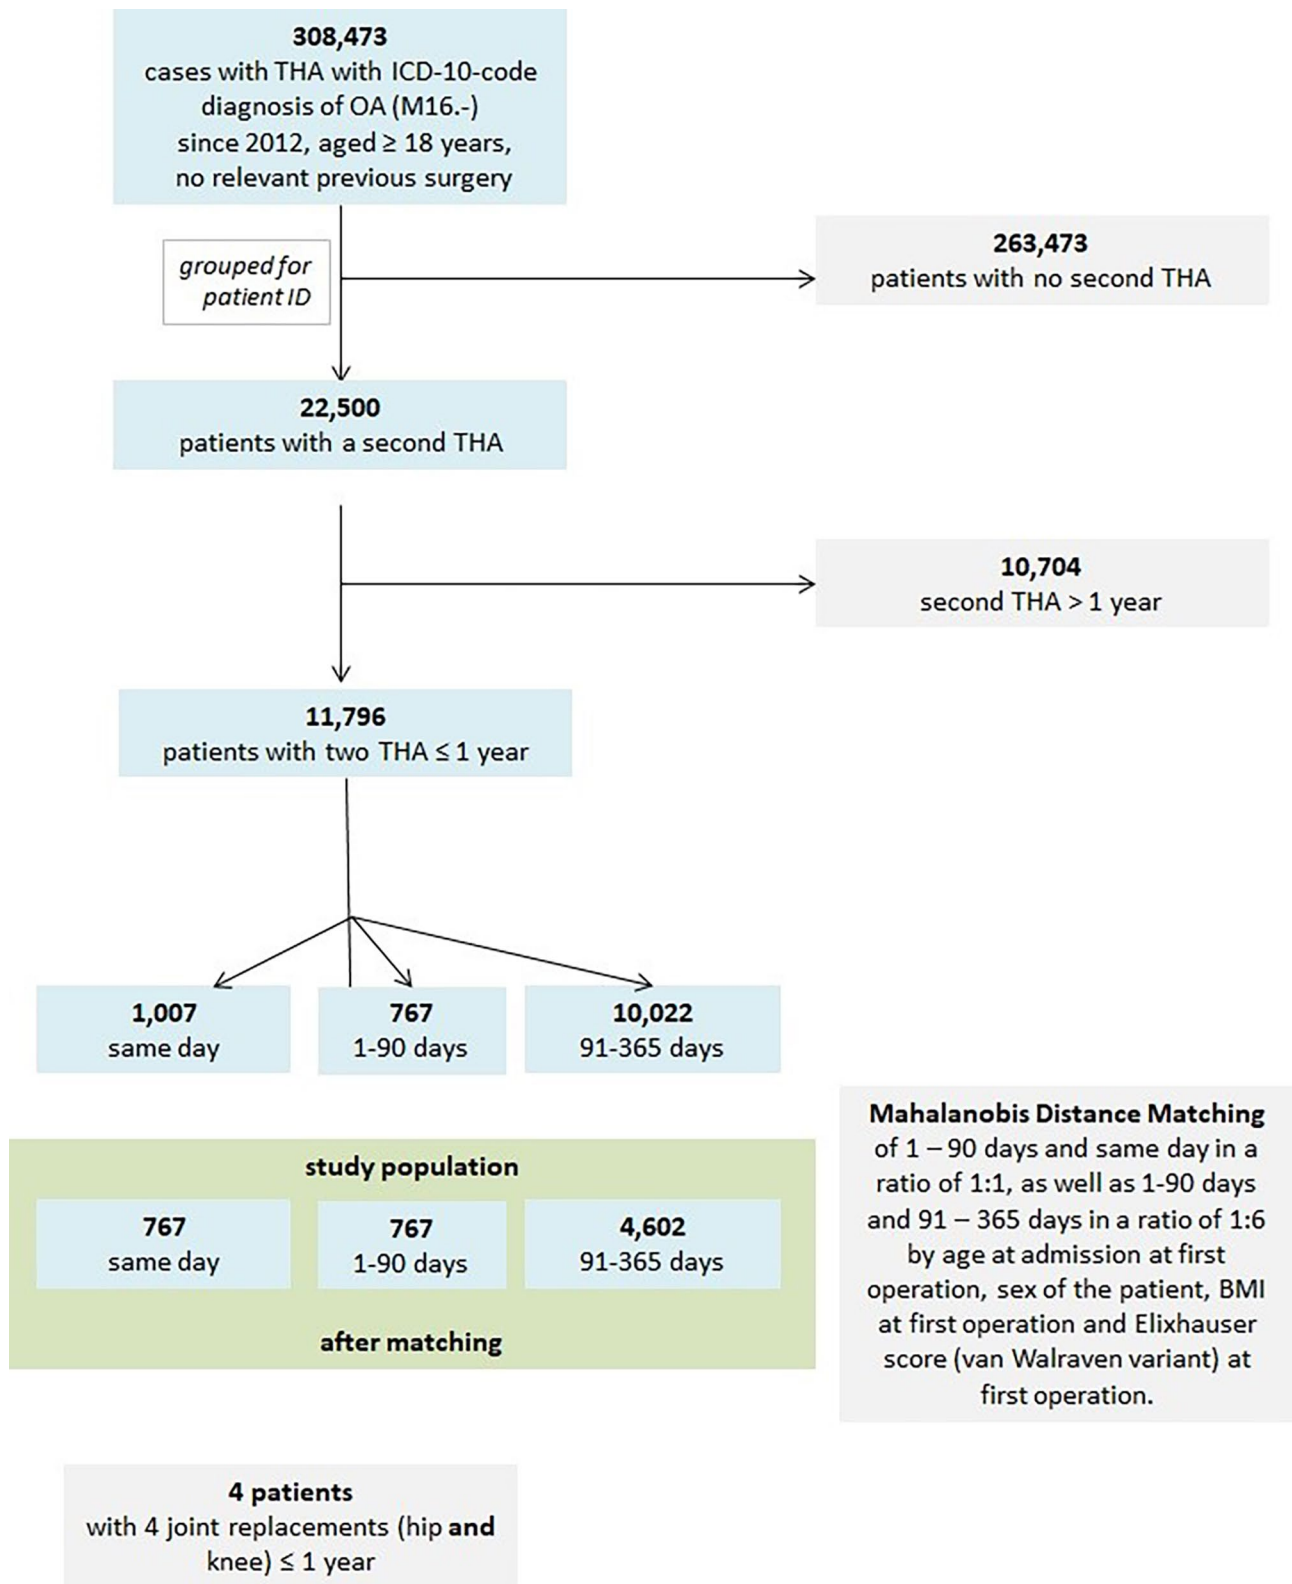 308,473
cases with THA with ICD-10-code
diagnosis of OA (M16.-)
since 2012, aged ≥ 18 years,
no relevant previous surgery
grouped for
patient ID
263,473
patients with no second THA
22,500
patients with a second THA
10,704
second THA > 1 year
11,796
patients with two THA ≤ 1 year
1,007
same day
767
1-90 days
10,022
91-365 days
study population
767
same day
767
1-90 days
4,602
91-365 days
after matching
Mahalanobis Distance Matching
of 1 – 90 days and same day in a
ratio of 1:1, as well as 1-90 days
and 91 – 365 days in a ratio of 1:6
by age at admission at first
operation, sex of the patient, BMI
at first operation and Elixhauser
score (van Walraven variant) at
first operation.
4 patients
with 4 joint replacements (hip and
knee) ≤ 1 year